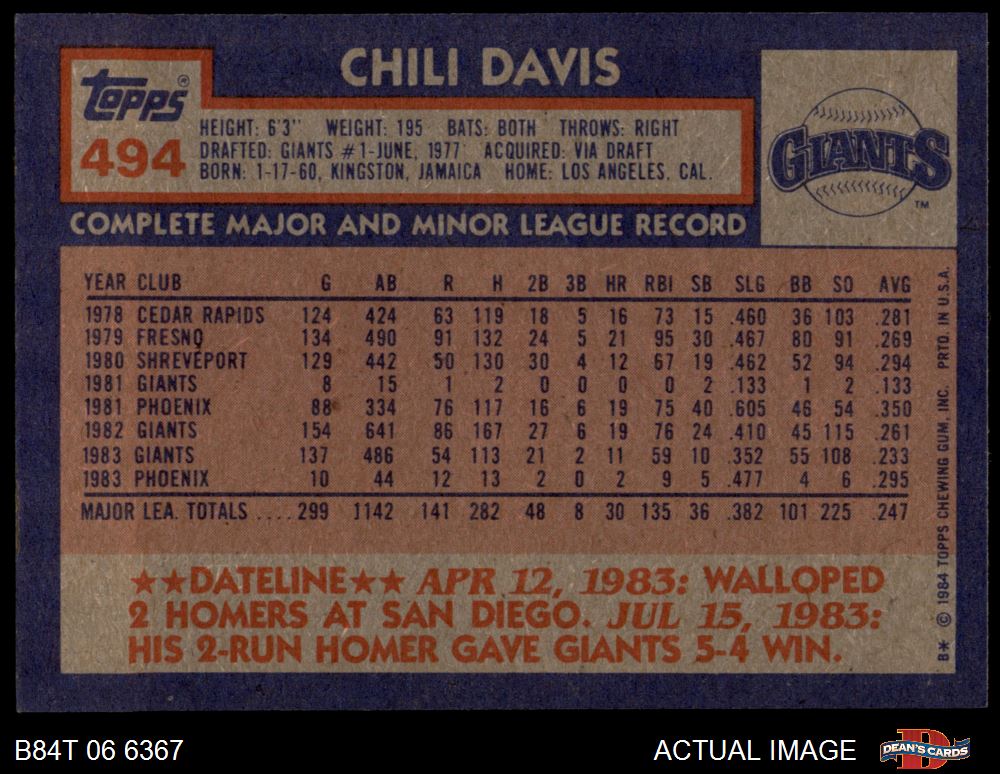 CHILI DAVIS
TOPPS®
494
HEIGHT: 6'3" WEIGHT: 195 BATS: BOTH THROWS: RIGHT
DRAFTED: GIANTS #1-JUNE, 1977 ACQUIRED: VIA DRAFT
BORN: 1-17-60, KINGSTON, JAMAICA HOME: LOS ANGELES, CAL.
GIANTS
TM
COMPLETE MAJOR AND MINOR LEAGUE RECORD
YEAR CLUB G AB R H 2B 3B HR RBI SB SLG BB SO AVG
1978 CEDAR RAPIDS 124 424 63 119 18 5 16 73 15 .460 36 103 .281
1979 FRESNO 134 490 91 132 24 5 21 95 30 .467 80 91 .269
1980 SHREVEPORT 129 442 50 130 30 4 12 67 19 .462 52 94 .294
1981 GIANTS 8 15 1 2 0 0 0 0 2 .133 1 2 .133
1981 PHOENIX 88 334 76 117 16 6 19 75 40 .605 46 54 .350
1982 GIANTS 154 641 86 167 27 6 19 76 24 .410 45 115 .261
1983 GIANTS 137 486 54 113 21 2 11 59 10 .352 55 108 .233
1983 PHOENIX 10 44 12 13 2 0 2 9 5 .477 4 6 .295
MAJOR LEA. TOTALS .... 299 1142 141 282 48 8 30 135 36 .382 101 225 .247
★★DATELINE★★ APR 12, 1983: WALLOPED
2 HOMERS AT SAN DIEGO. JUL 15, 1983:
HIS 2-RUN HOMER GAVE GIANTS 5-4 WIN.
B* © 1984 TOPPS CHEWING GUM, INC. PRTD. IN U.S.A.
B84T 06 6367
ACTUAL IMAGE
DEAN'S CARDS